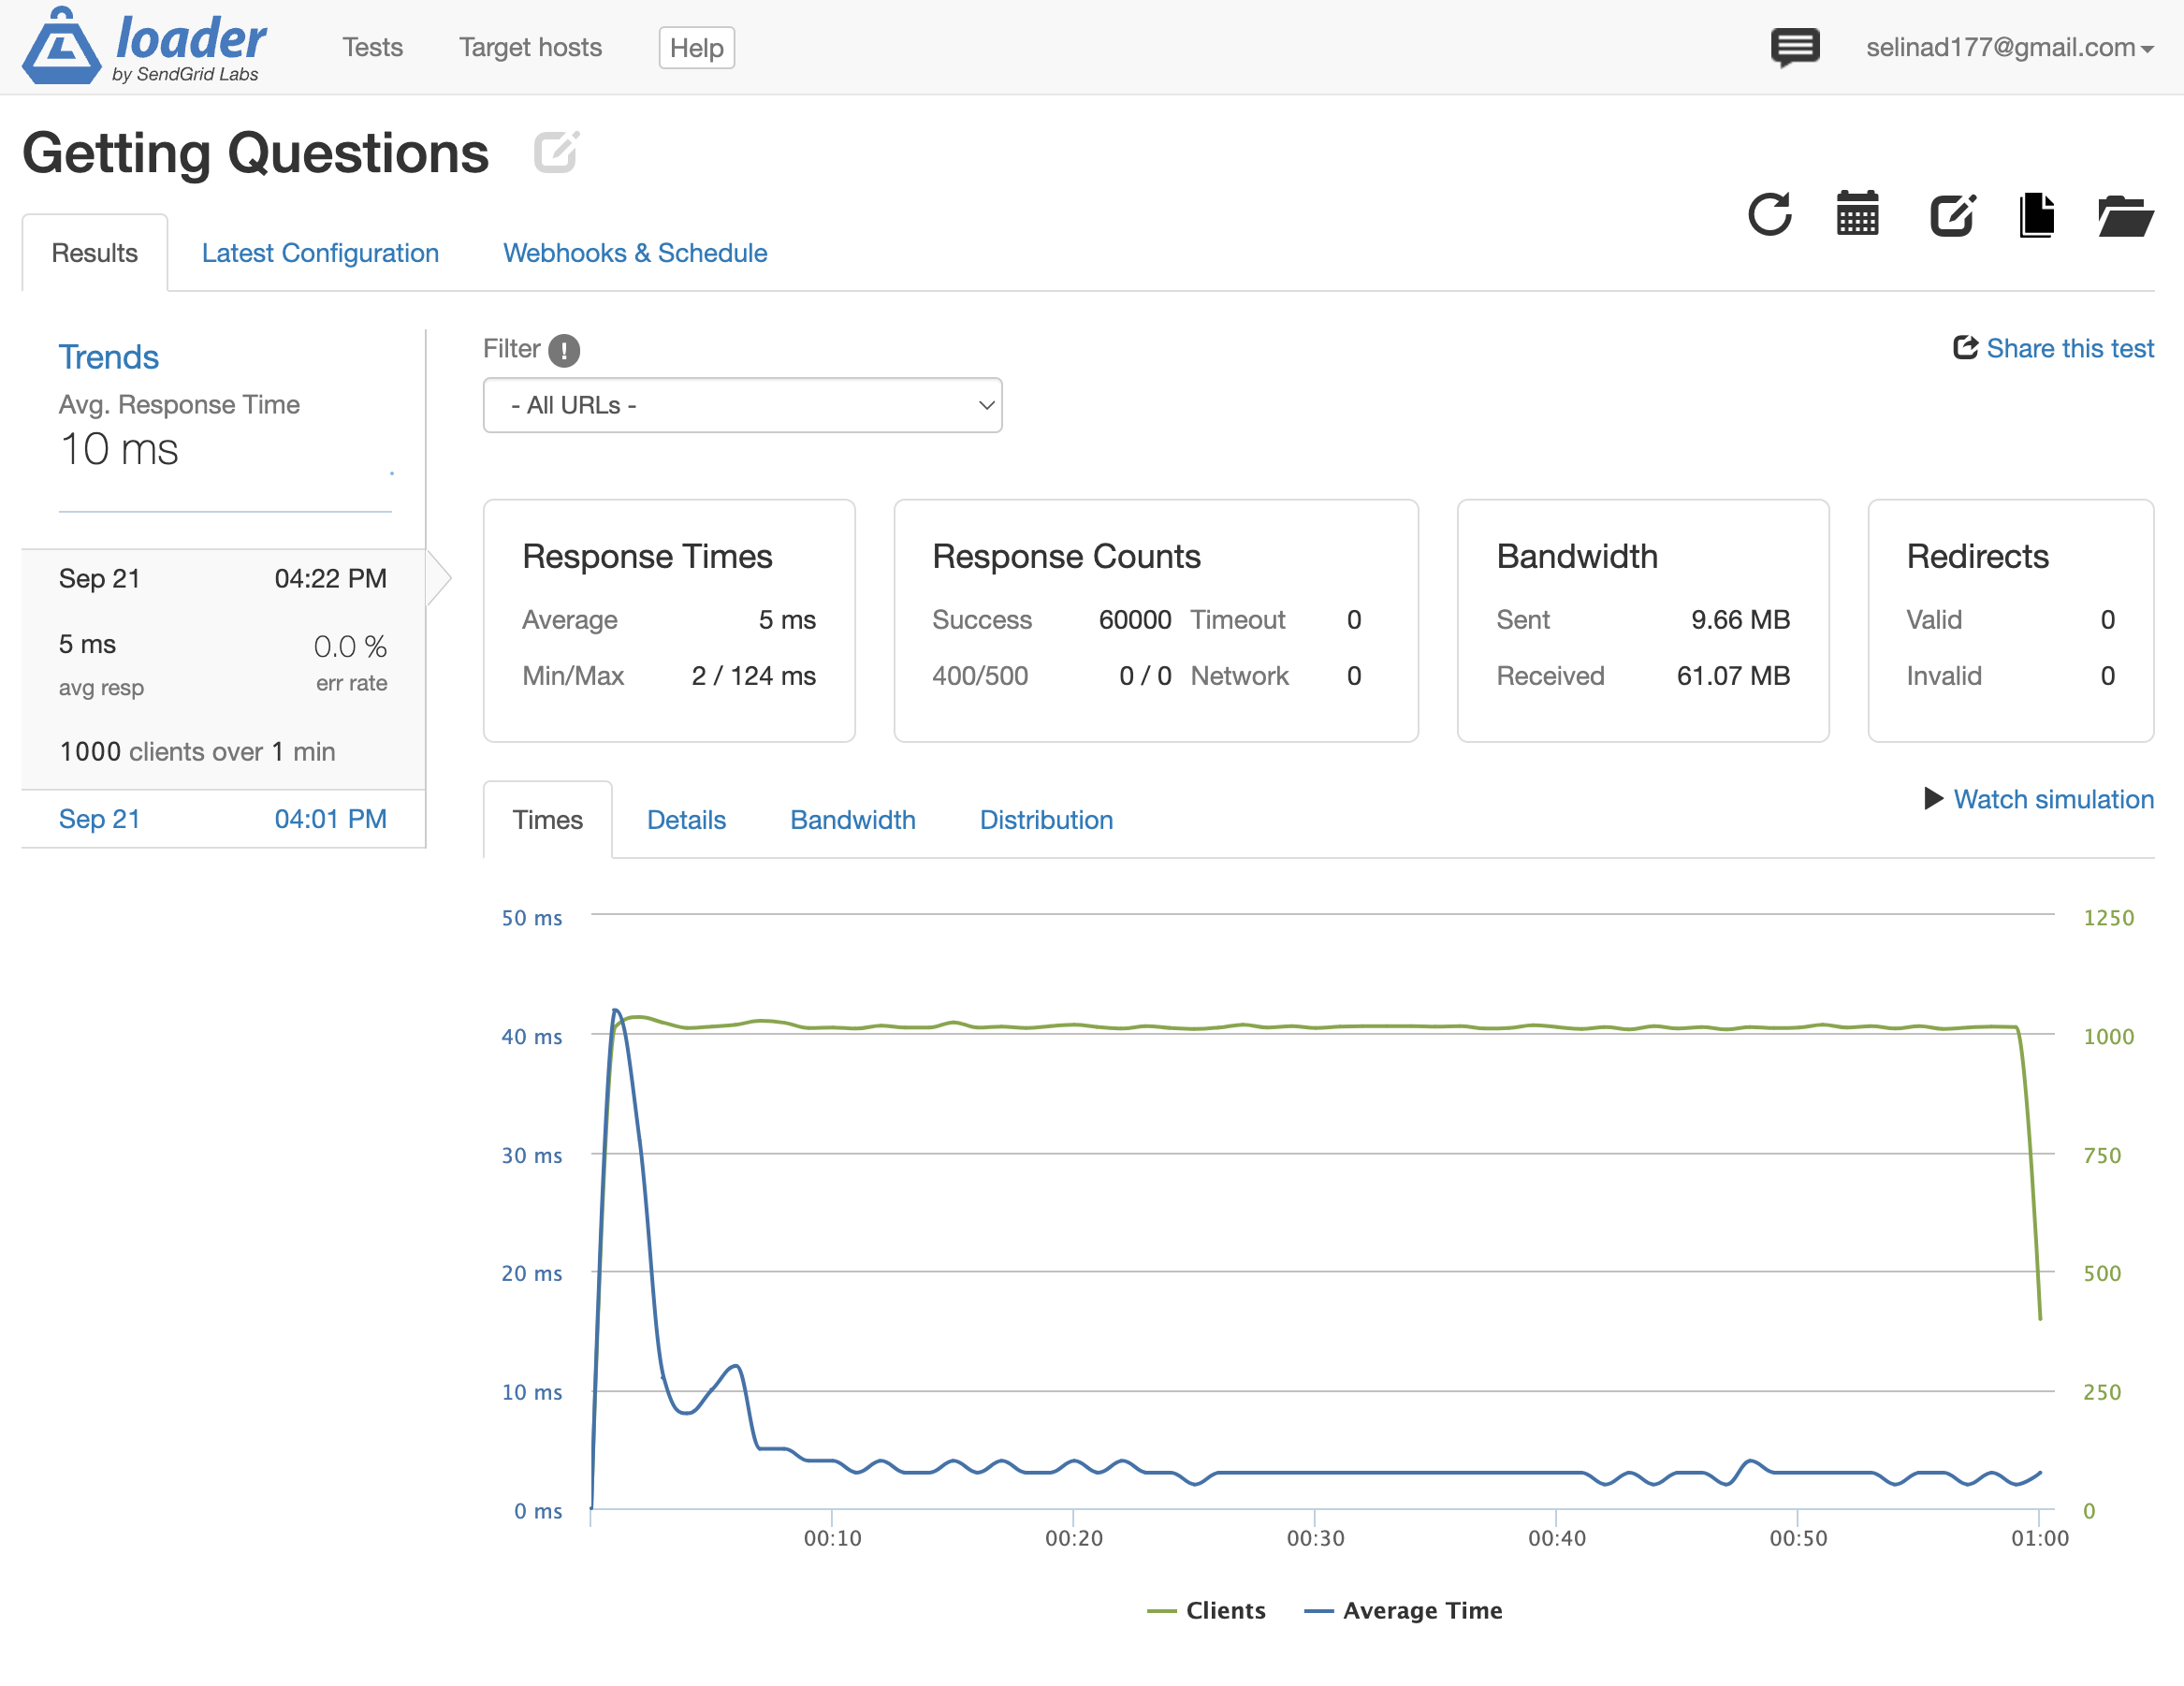 loader
by SendGrid Labs
Tests Target hosts Help
selinad177@gmail.com
Getting Questions
Results Latest Configuration Webhooks & Schedule
Trends
Avg. Response Time
10 ms
Sep 21 04:22 PM
5 ms 0.0 %
avg resp err rate
1000 clients over 1 min
Sep 21 04:01 PM
Filter !
- All URLs -
Share this test
Response Times
Average 5 ms
Min/Max 2 / 124 ms
Response Counts
Success 60000 Timeout 0
400/500 0 / 0 Network 0
Bandwidth
Sent 9.66 MB
Received 61.07 MB
Redirects
Valid 0
Invalid 0
Times Details Bandwidth Distribution
Watch simulation
50 ms 1250
40 ms 1000
30 ms 750
20 ms 500
10 ms 250
0 ms 0
00:10 00:20 00:30 00:40 00:50 01:00
Clients Average Time